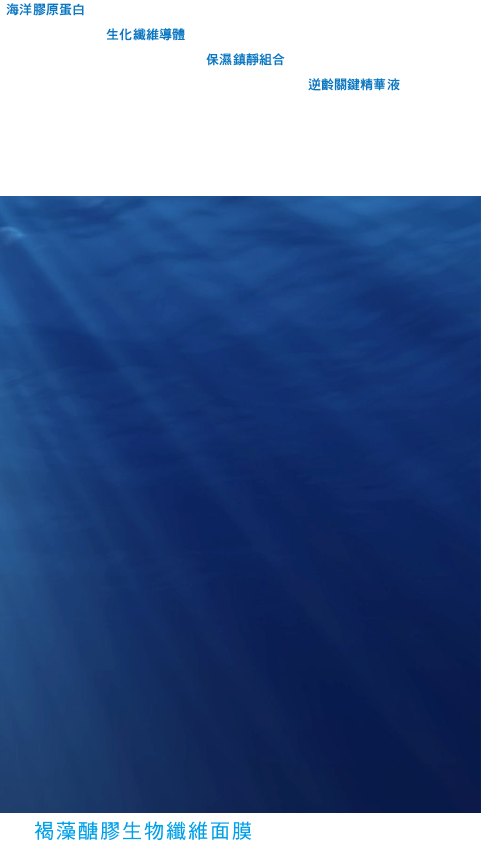 海洋膠原蛋白
生化纖維導體
保濕鎮靜組合
逆齡關鍵精華液
褐藻醣膠生物纖維面膜